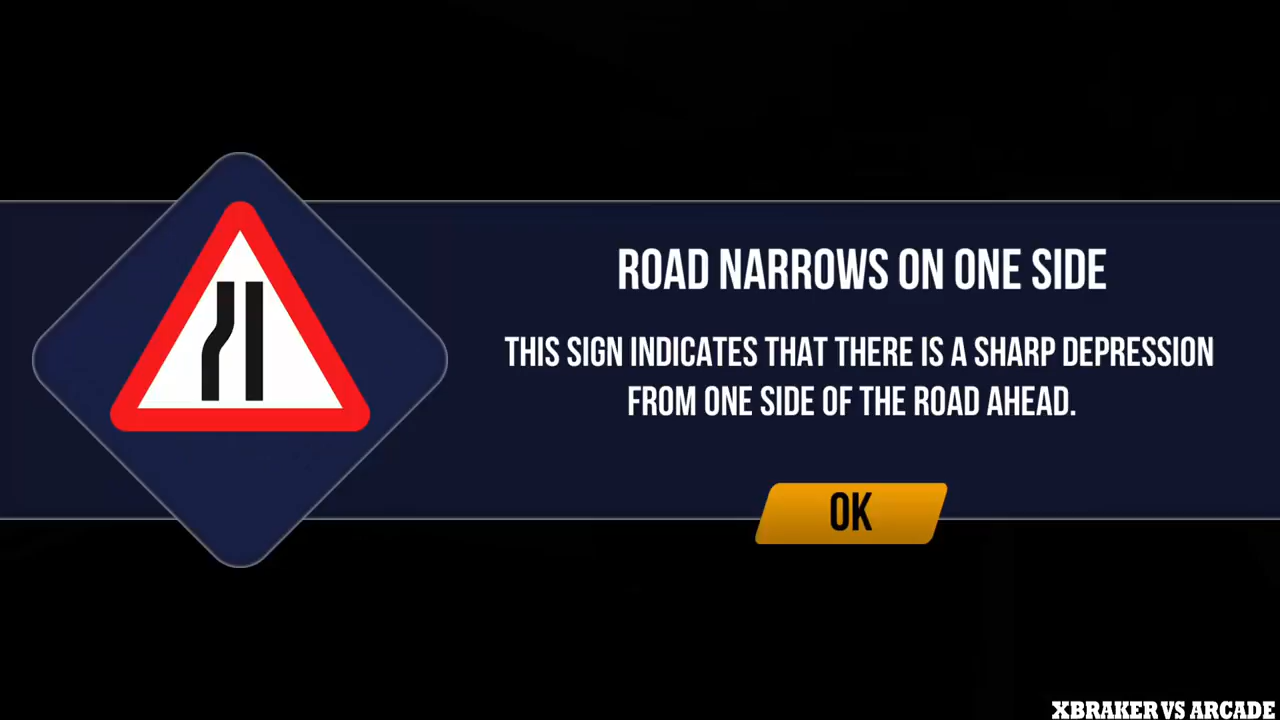 ROAD NARROWS ON ONE SIDE
THIS SIGN INDICATES THAT THERE IS A SHARP DEPRESSION
FROM ONE SIDE OF THE ROAD AHEAD.
OK
XBRAKER VS ARCADE